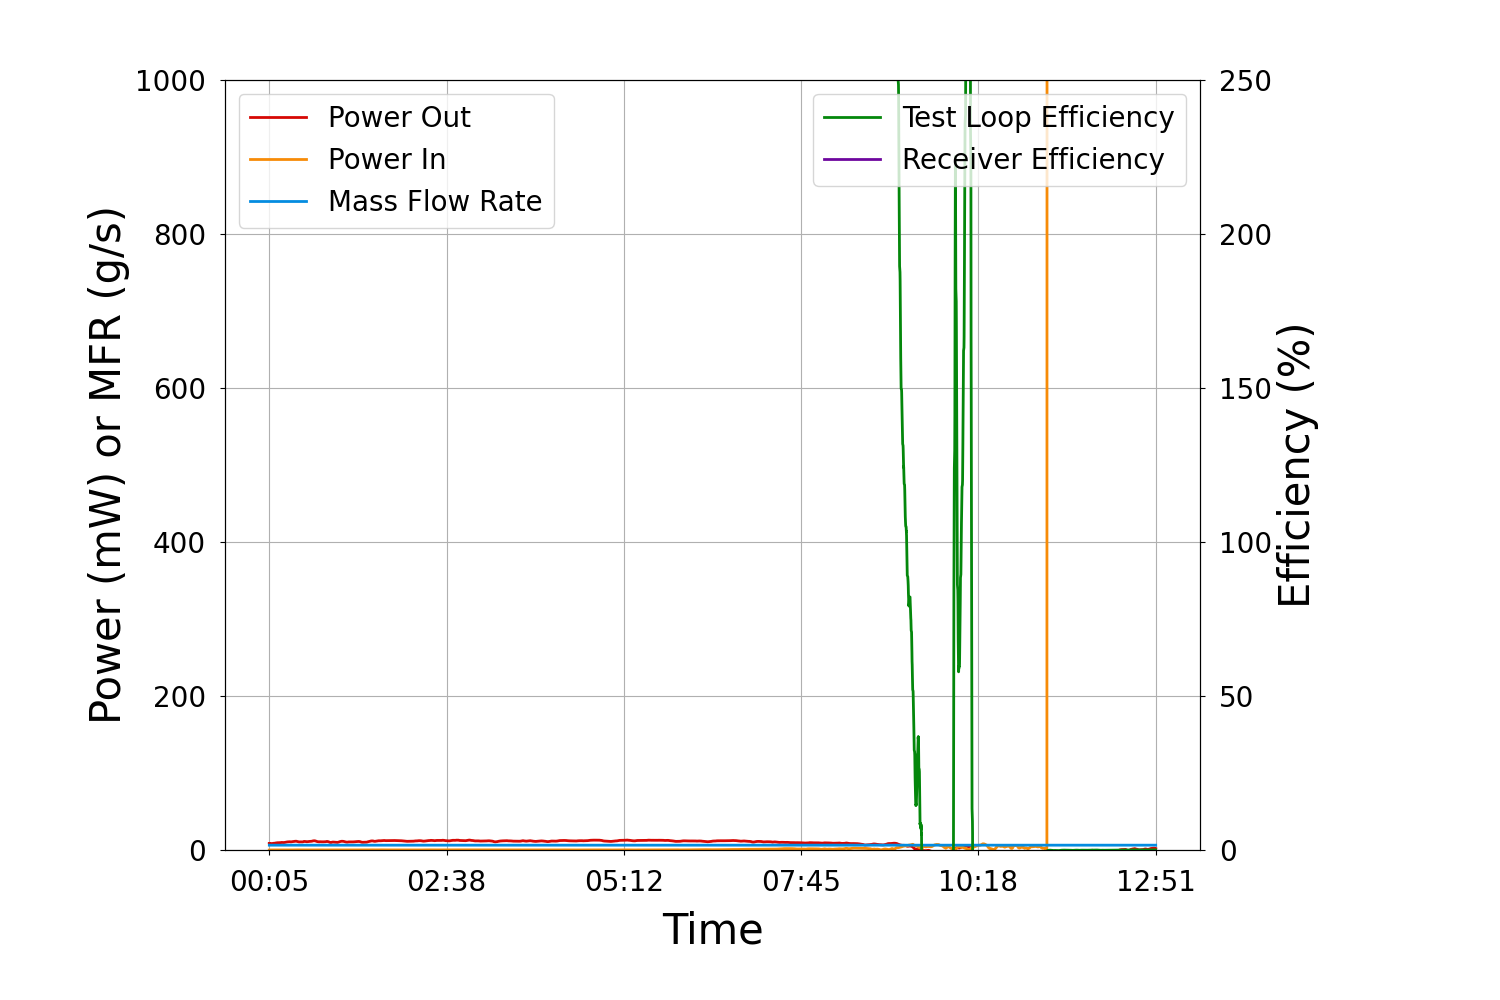 1000
800
600
400
200
0
Power (mW) or MFR (g/s)
Power Out
Power In
Mass Flow Rate
Test Loop Efficiency
Receiver Efficiency
250
200
150
100
50
0
Efficiency (%)
00:05
02:38
05:12
07:45
10:18
12:51
Time